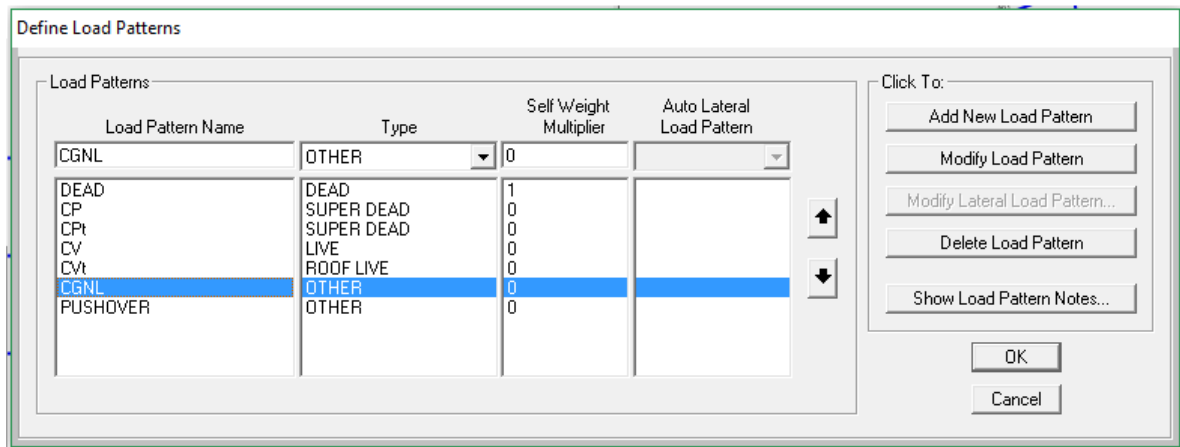 Define Load Patterns
Load Patterns
Click To:
Load Pattern Name Type Self Weight Multiplier Auto Lateral Load Pattern
CGNL OTHER 0
DEAD DEAD 1
CP SUPER DEAD 0
CPt SUPER DEAD 0
CV LIVE 0
CVt ROOF LIVE 0
CGNL OTHER 0
PUSHOVER OTHER 0
Add New Load Pattern
Modify Load Pattern
Modify Lateral Load Pattern...
Delete Load Pattern
Show Load Pattern Notes...
OK
Cancel